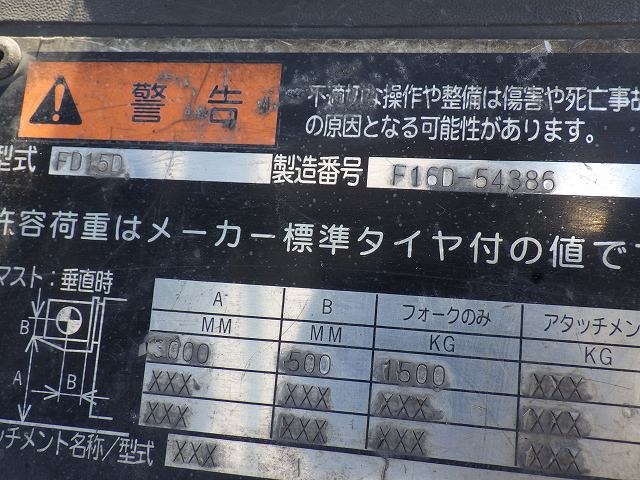 警告
不適切な操作や整備は傷害や死亡事故
の原因となる可能性があります。
型式 FD15D 製造番号 F16D-54386
許容荷重はメーカー標準タイヤ付の値です
マスト:垂直時
A B フォークのみ アタッチメン
MM MM KG KG
B
B
A
3000 500 1500 XXX
XXX XXX XXX XXX
XXX XXX XXX XXX
ッチメント名称/型式 XXX